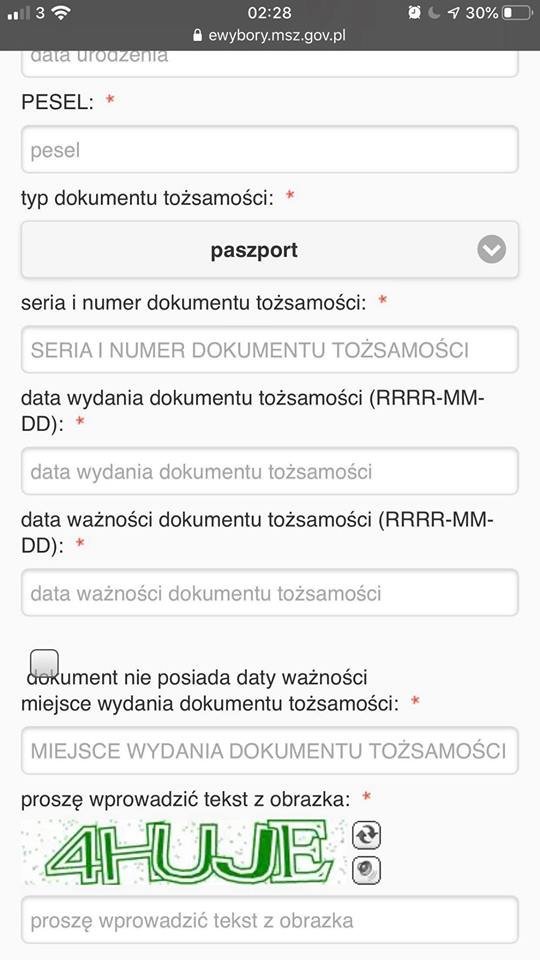 3 02:28 30%
ewybory.msz.gov.pl
data urodzenia
PESEL: *
pesel
typ dokumentu tożsamości: *
paszport
seria i numer dokumentu tożsamości: *
SERIA I NUMER DOKUMENTU TOŻSAMOŚCI
data wydania dokumentu tożsamości (RRRR-MM-
DD): *
data wydania dokumentu tożsamości
data ważności dokumentu tożsamości (RRRR-MM-
DD): *
data ważności dokumentu tożsamości
dokument nie posiada daty ważności
miejsce wydania dokumentu tożsamości: *
MIEJSCE WYDANIA DOKUMENTU TOŻSAMOŚCI
proszę wprowadzić tekst z obrazka: *
4HUJE
proszę wprowadzić tekst z obrazka